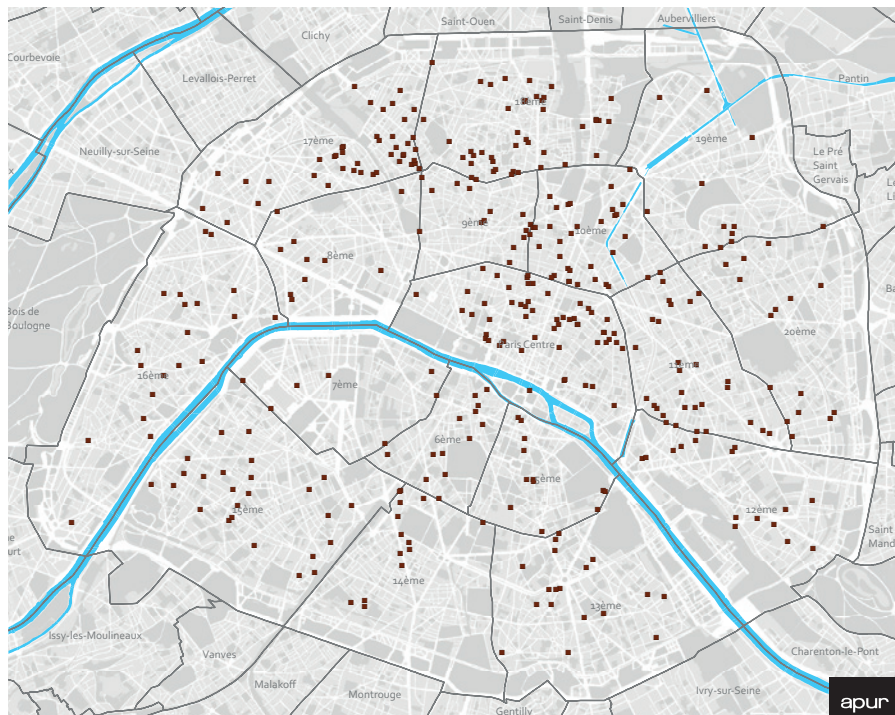 Saint-Ouen
Saint-Denis
Aubervilliers
Clichy
Courbevoie
Levallois-Perret
Pantin
18ème
17ème
19ème
Neuilly-sur-Seine
Le Pré
Saint
Gervais
9ème
10ème
8ème
Bois de
Boulogne
20ème
Paris Centre
11ème
16ème
7ème
6ème
5ème
15ème
12ème
Saint
Mand
14ème
13ème
Issy-les-Moulineaux
Vanves
Charenton-le-Pont
Malakoff
Montrouge
Ivry-sur-Seine
Gentilly
apur